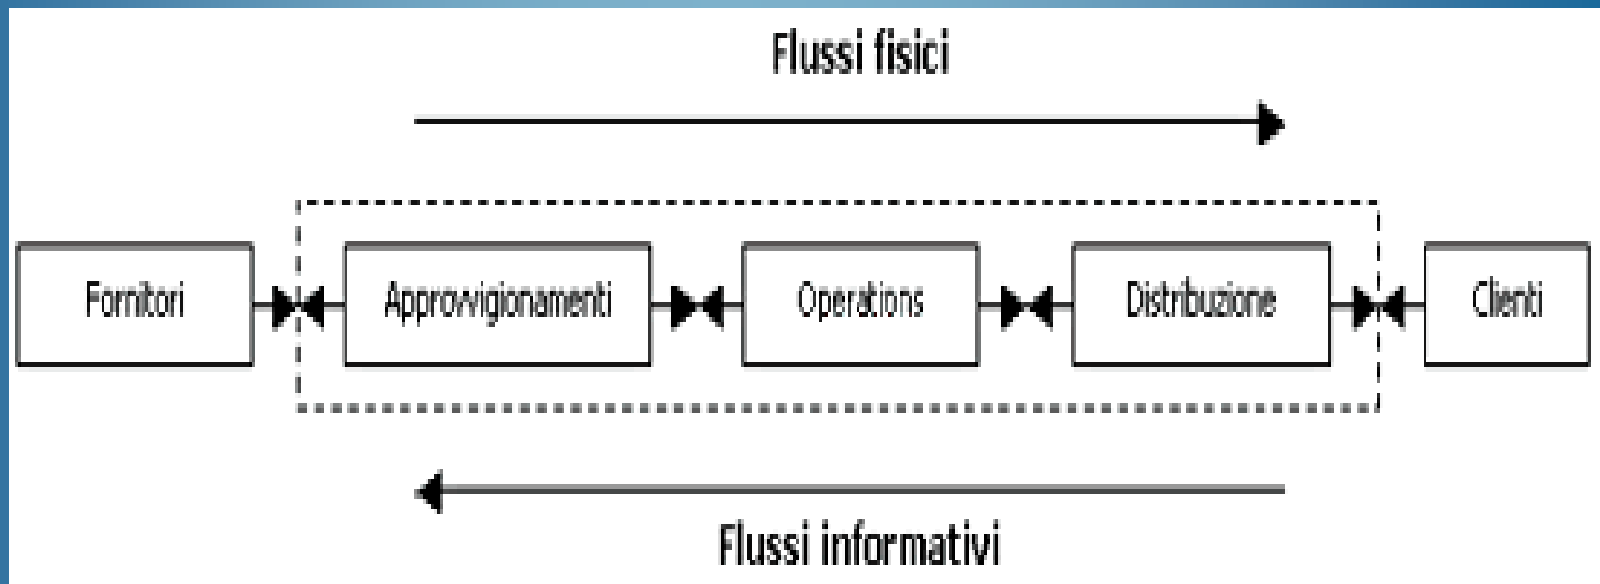 Flussi fisici
Fornitori
Approvvigionamenti
Operations
Distribuzione
Clienti
Flussi informativi